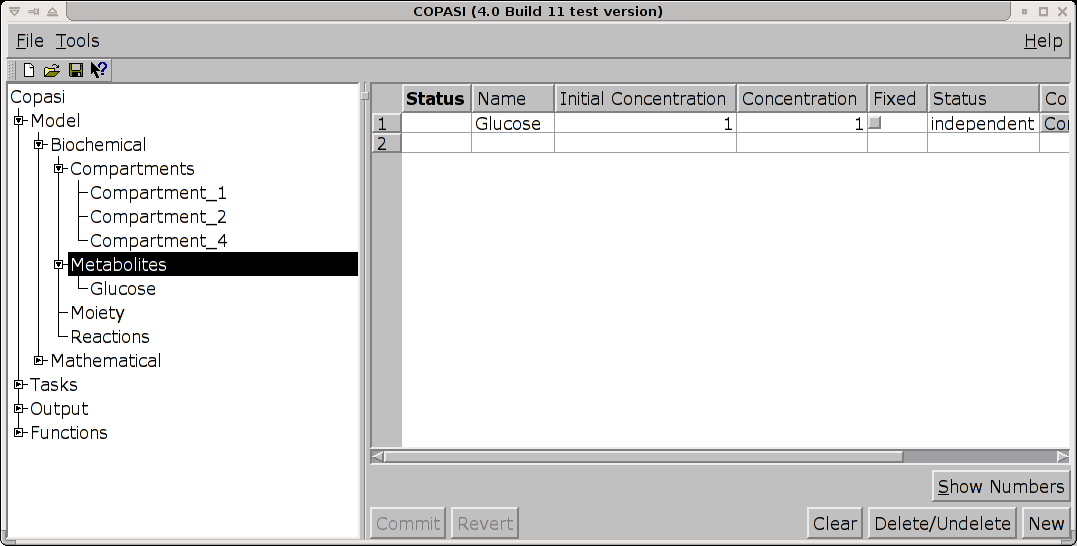 COPASI (4.0 Build 11 test version)
File Tools Help
Copasi
Model
Biochemical
Compartments
Compartment_1
Compartment_2
Compartment_4
Metabolites
Glucose
Moiety
Reactions
Mathematical
Tasks
Output
Functions
Status Name Initial Concentration Concentration Fixed Status Co
1 Glucose 1 1 independent Co
2
Show Numbers
Commit Revert Clear Delete/Undelete New